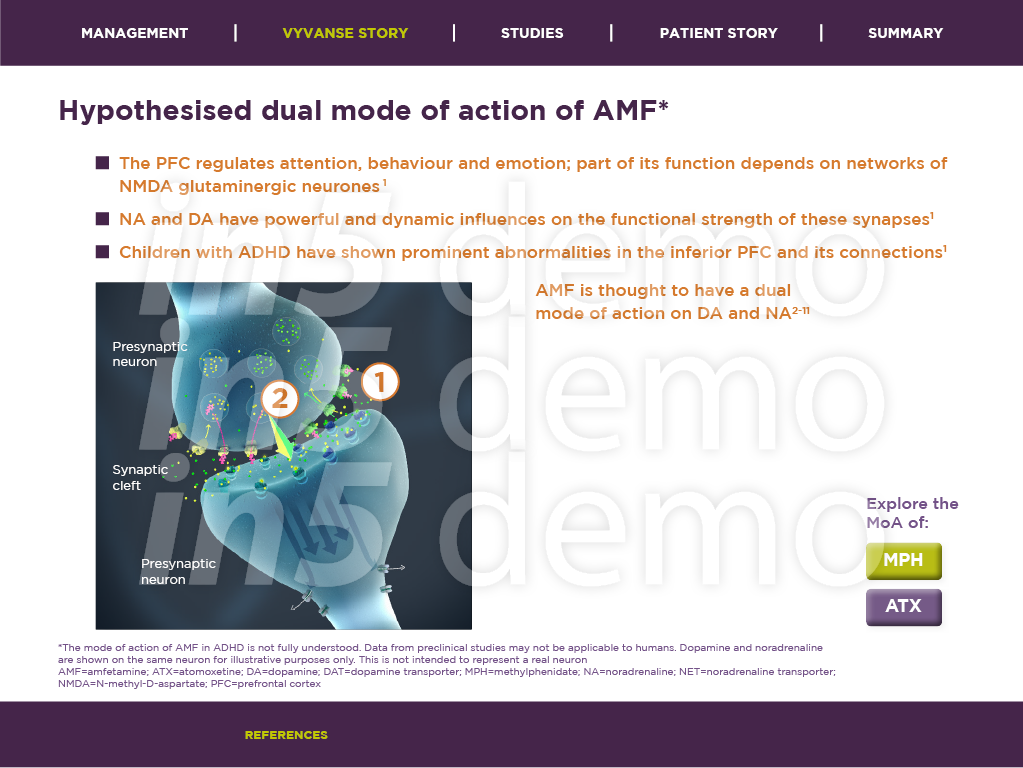 MANAGEMENT | VYVANSE STORY | STUDIES | PATIENT STORY | SUMMARY
Hypothesised dual mode of action of AMF*
The PFC regulates attention, behaviour and emotion; part of its function depends on networks of
NMDA glutaminergic neurones¹
NA and DA have powerful and dynamic influences on the functional strength of these synapses¹
Children with ADHD have shown prominent abnormalities in the inferior PFC and its connections¹
AMF is thought to have a dual
mode of action on DA and NA²⁻¹¹
in5 demo
in5 demo
in5 demo
Presynaptic
neuron
1
2
Synaptic
cleft
Presynaptic
neuron
Explore the
MoA of:
MPH
ATX
*The mode of action of AMF in ADHD is not fully understood. Data from preclinical studies may not be applicable to humans. Dopamine and noradrenaline
are shown on the same neuron for illustrative purposes only. This is not intended to represent a real neuron
AMF=amfetamine; ATX=atomoxetine; DA=dopamine; DAT=dopamine transporter; MPH=methylphenidate; NA=noradrenaline; NET=noradrenaline transporter;
NMDA=N-methyl-D-aspartate; PFC=prefrontal cortex
REFERENCES